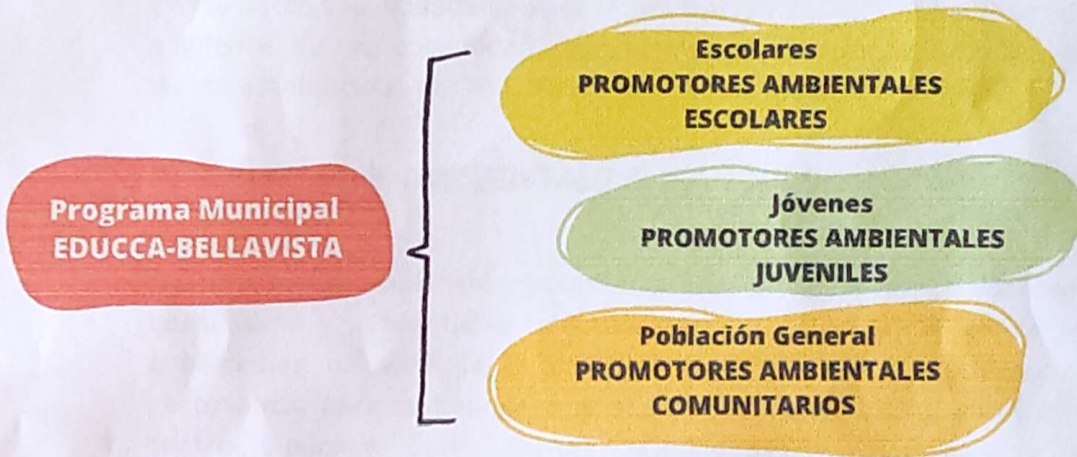 Programa Municipal
EDUCCA-BELLAVISTA
Escolares
PROMOTORES AMBIENTALES
ESCOLARES
Jóvenes
PROMOTORES AMBIENTALES
JUVENILES
Población General
PROMOTORES AMBIENTALES
COMUNITARIOS